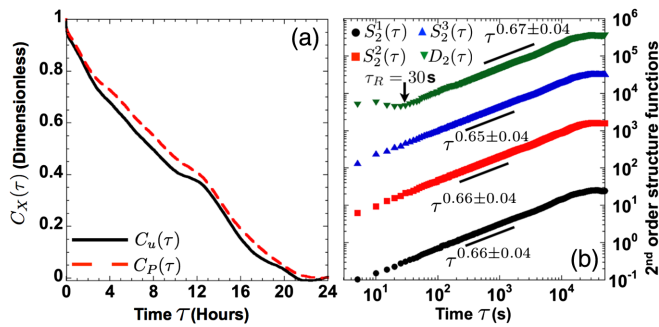 (a)
C_X(τ) (Dimensionless)
1
0.8
0.6
0.4
0.2
0
C_u(τ)
C_P(τ)
0 4 8 12 16 20 24
Time τ(Hours)
(b)
S_2^1(τ) S_2^3(τ)
S_2^2(τ) D_2(τ)
τ_R = 30s
τ^0.67±0.04
τ^0.65±0.04
τ^0.66±0.04
τ^0.66±0.04
10^6
10^5
10^4
10^3
10^2
10^1
10^0
10^-1
2^nd order structure functions
10^1 10^2 10^3 10^4
Time τ(s)